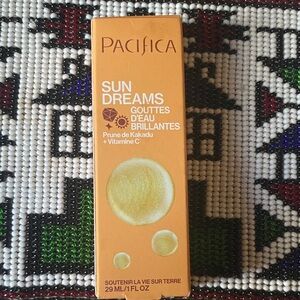 PACIFICA
SUN
DREAMS
GOUTTES
D'EAU
BRILLANTES
Prune de Kakadu
+ Vitamine C
SOUTENIR LA VIE SUR TERRE
29 ML/1 FL OZ